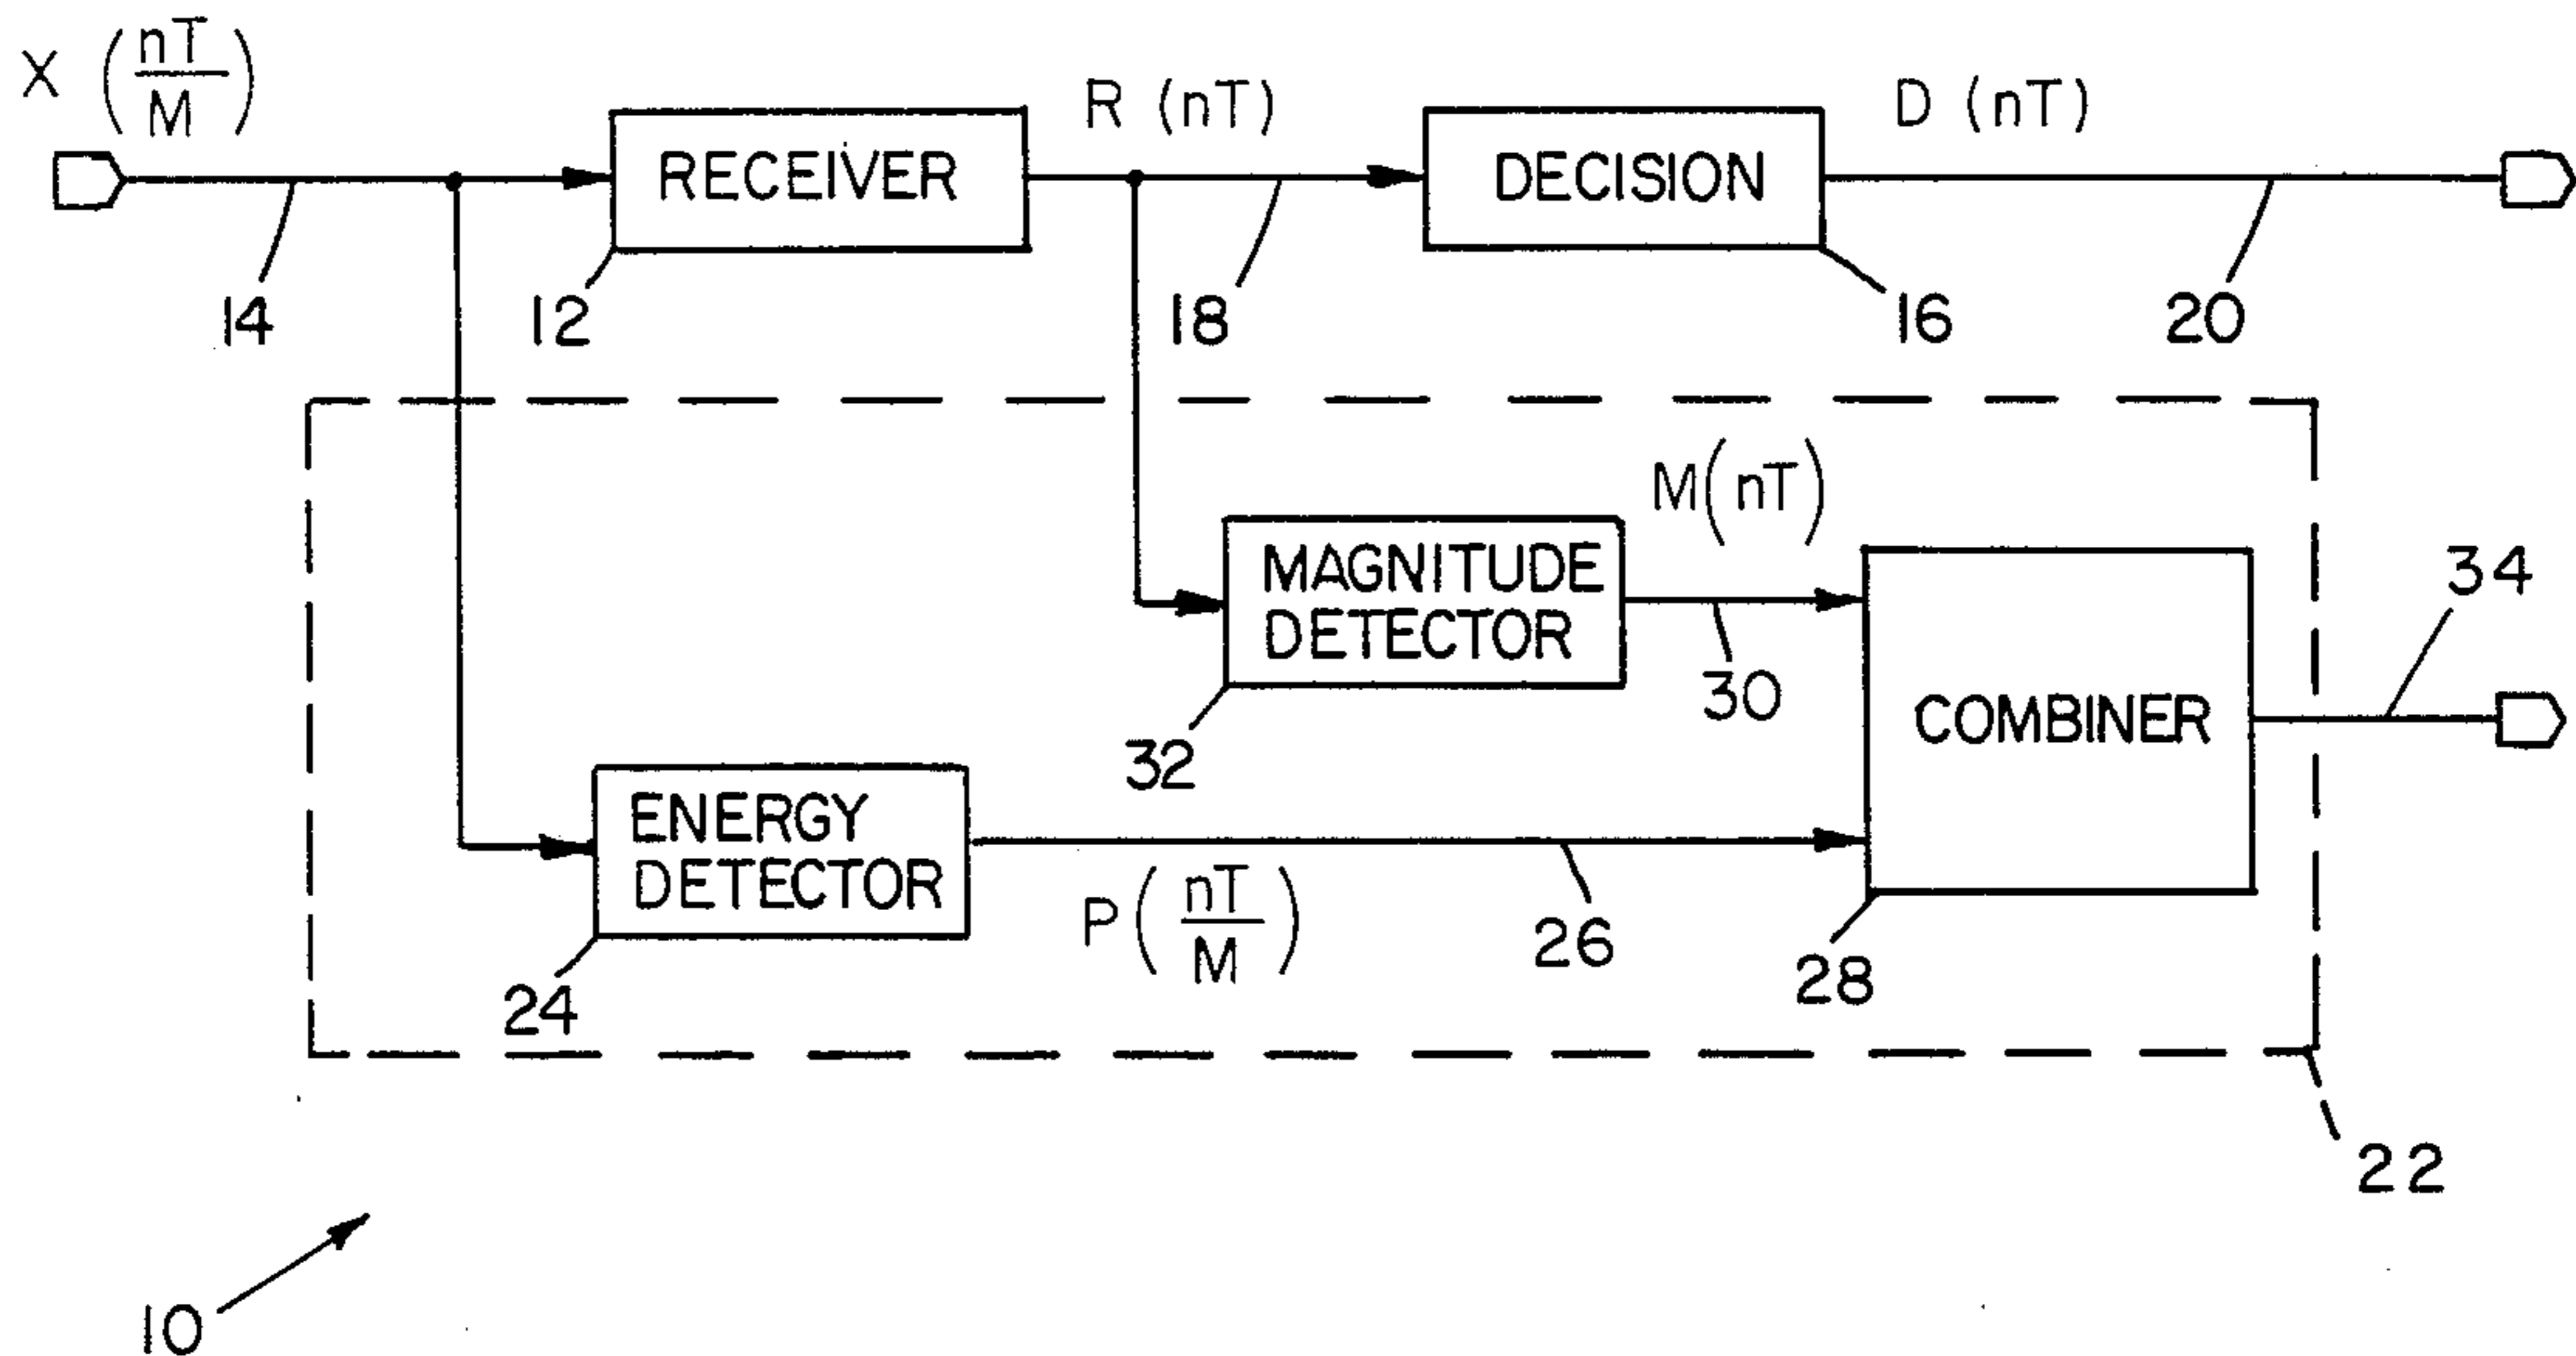 X (nT/M)
R (nT)
D (nT)
RECEIVER
DECISION
14
12
18
16
20
M(nT)
MAGNITUDE
DETECTOR
34
COMBINER
30
32
ENERGY
DETECTOR
P(nT/M)
26
28
24
22
10